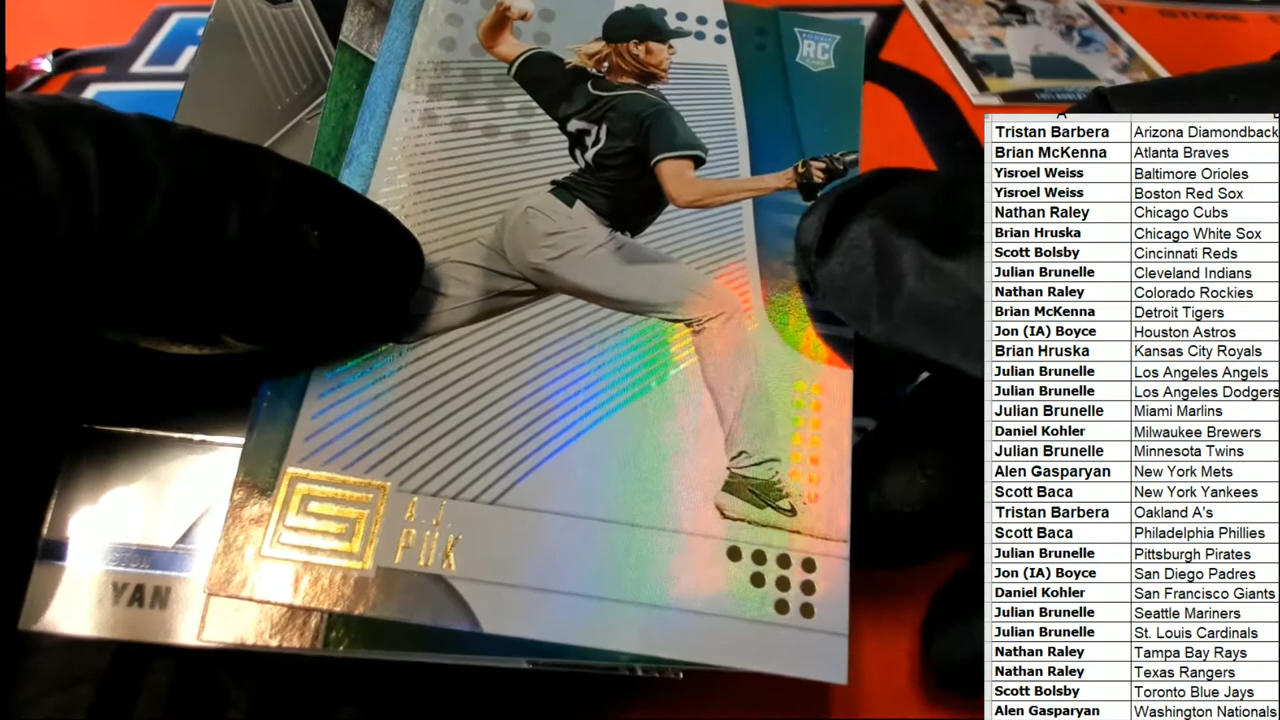 ROOKIE
RC
A.J.
PUK
YAN
A
Tristan Barbera Arizona Diamondback
Brian McKenna Atlanta Braves
Yisroel Weiss Baltimore Orioles
Yisroel Weiss Boston Red Sox
Nathan Raley Chicago Cubs
Brian Hruska Chicago White Sox
Scott Bolsby Cincinnati Reds
Julian Brunelle Cleveland Indians
Nathan Raley Colorado Rockies
Brian McKenna Detroit Tigers
Jon (IA) Boyce Houston Astros
Brian Hruska Kansas City Royals
Julian Brunelle Los Angeles Angels
Julian Brunelle Los Angeles Dodgers
Julian Brunelle Miami Marlins
Daniel Kohler Milwaukee Brewers
Julian Brunelle Minnesota Twins
Alen Gasparyan New York Mets
Scott Baca New York Yankees
Tristan Barbera Oakland A's
Scott Baca Philadelphia Phillies
Julian Brunelle Pittsburgh Pirates
Jon (IA) Boyce San Diego Padres
Daniel Kohler San Francisco Giants
Julian Brunelle Seattle Mariners
Julian Brunelle St. Louis Cardinals
Nathan Raley Tampa Bay Rays
Nathan Raley Texas Rangers
Scott Bolsby Toronto Blue Jays
Alen Gasparyan Washington Nationals